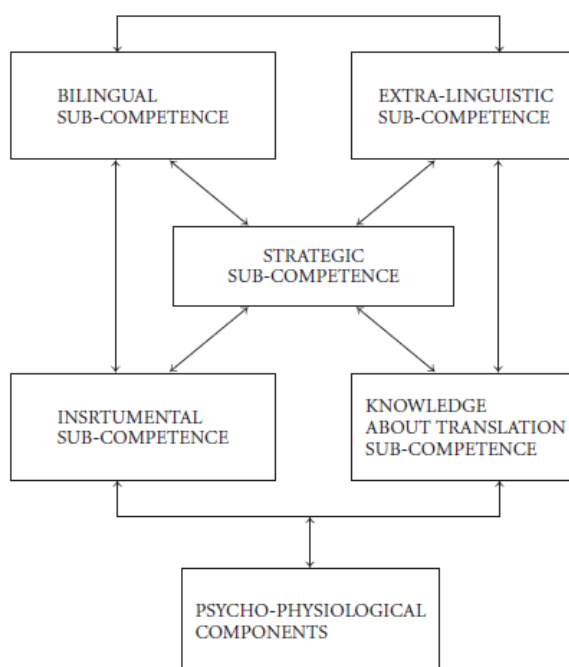 BILINGUAL
SUB-COMPETENCE
EXTRA-LINGUISTIC
SUB-COMPETENCE
STRATEGIC
SUB-COMPETENCE
INSRTUMENTAL
SUB-COMPETENCE
KNOWLEDGE
ABOUT TRANSLATION
SUB-COMPETENCE
PSYCHO-PHYSIOLOGICAL
COMPONENTS